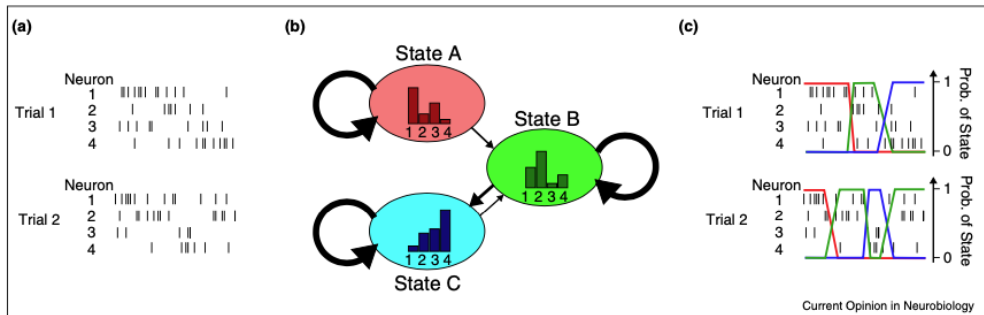 (a)
Neuron
1
Trial 1
2
3
4
Neuron
1
Trial 2
2
3
4
(b)
State A
1 2 3 4
State B
1 2 3 4
1 2 3 4
State C
(c)
Neuron
1
Trial 1
2
3
4
1
0
Prob. of State
Neuron
1
Trial 2
2
3
4
1
0
Prob. of State
Current Opinion in Neurobiology